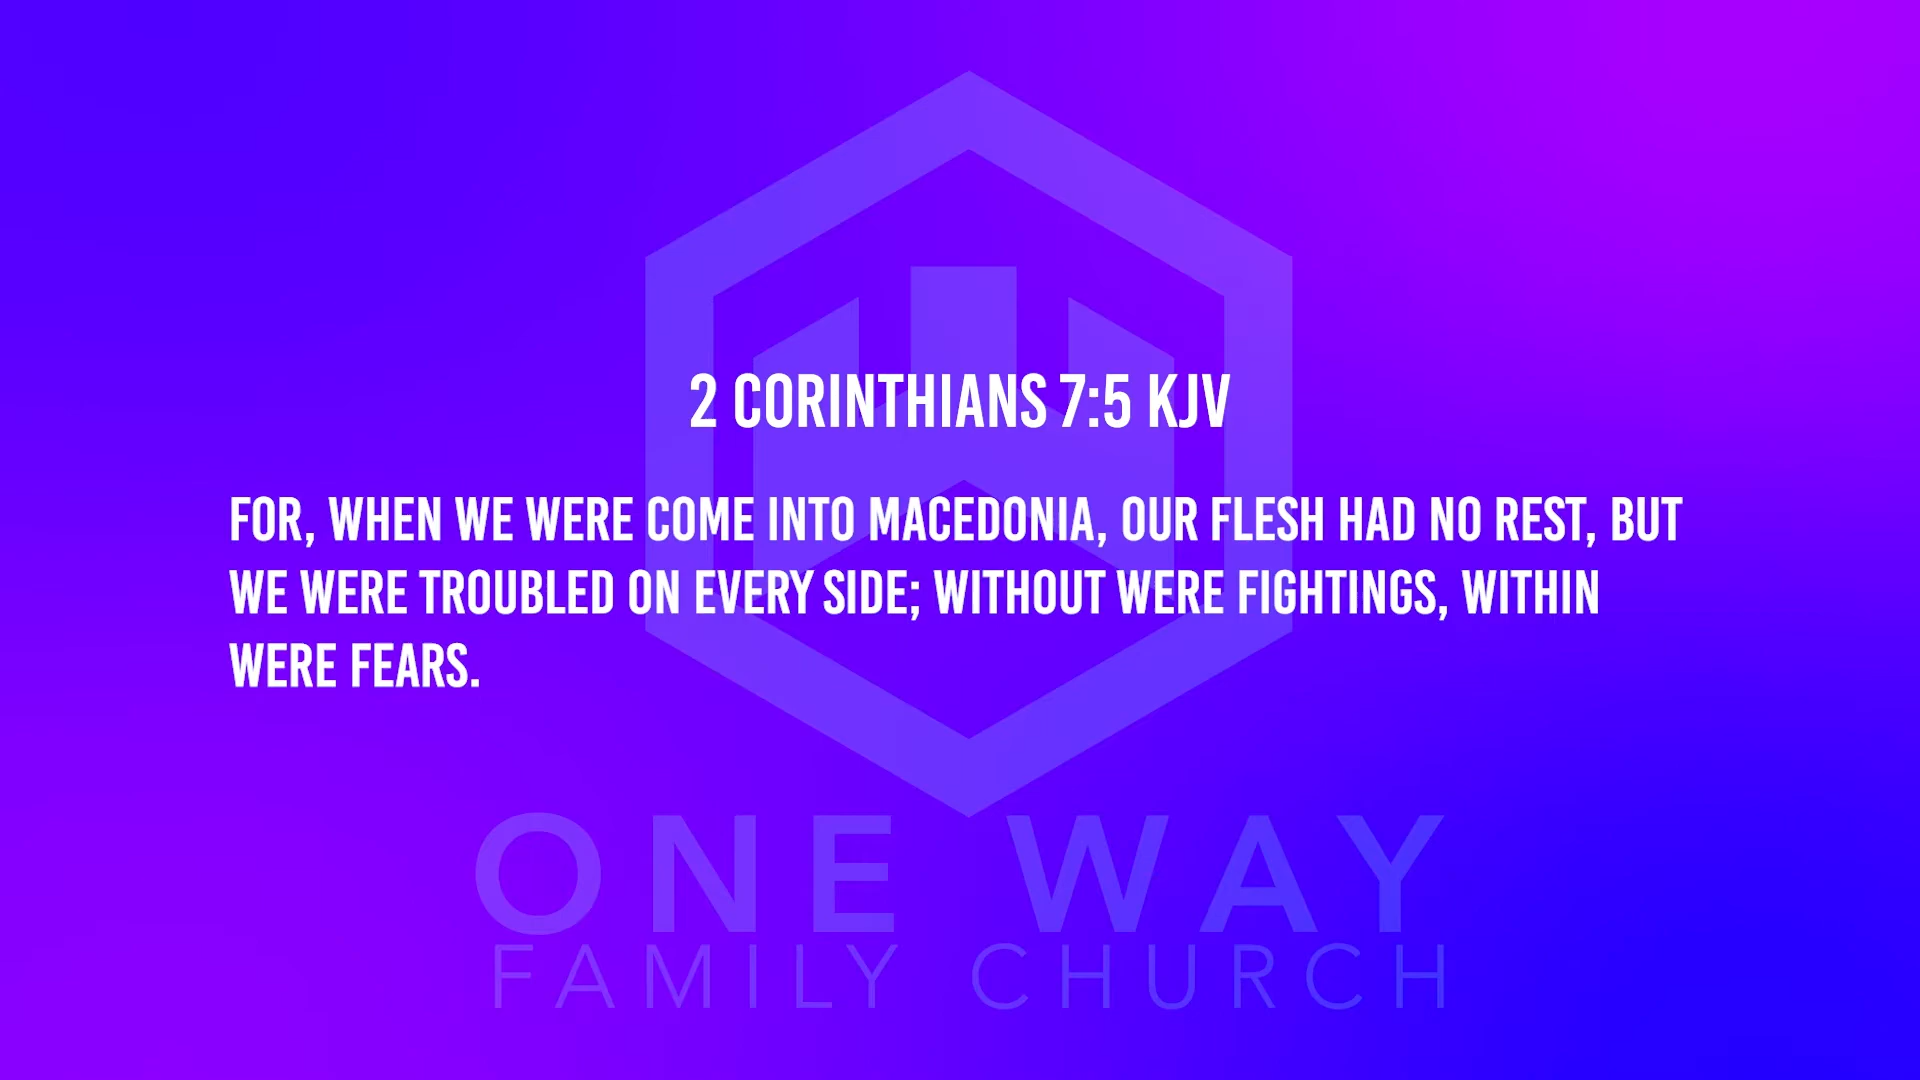 2 CORINTHIANS 7:5 KJV
FOR, WHEN WE WERE COME INTO MACEDONIA, OUR FLESH HAD NO REST, BUT
WE WERE TROUBLED ON EVERY SIDE; WITHOUT WERE FIGHTINGS, WITHIN
WERE FEARS.
ONE WAY
FAMILY CHURCH